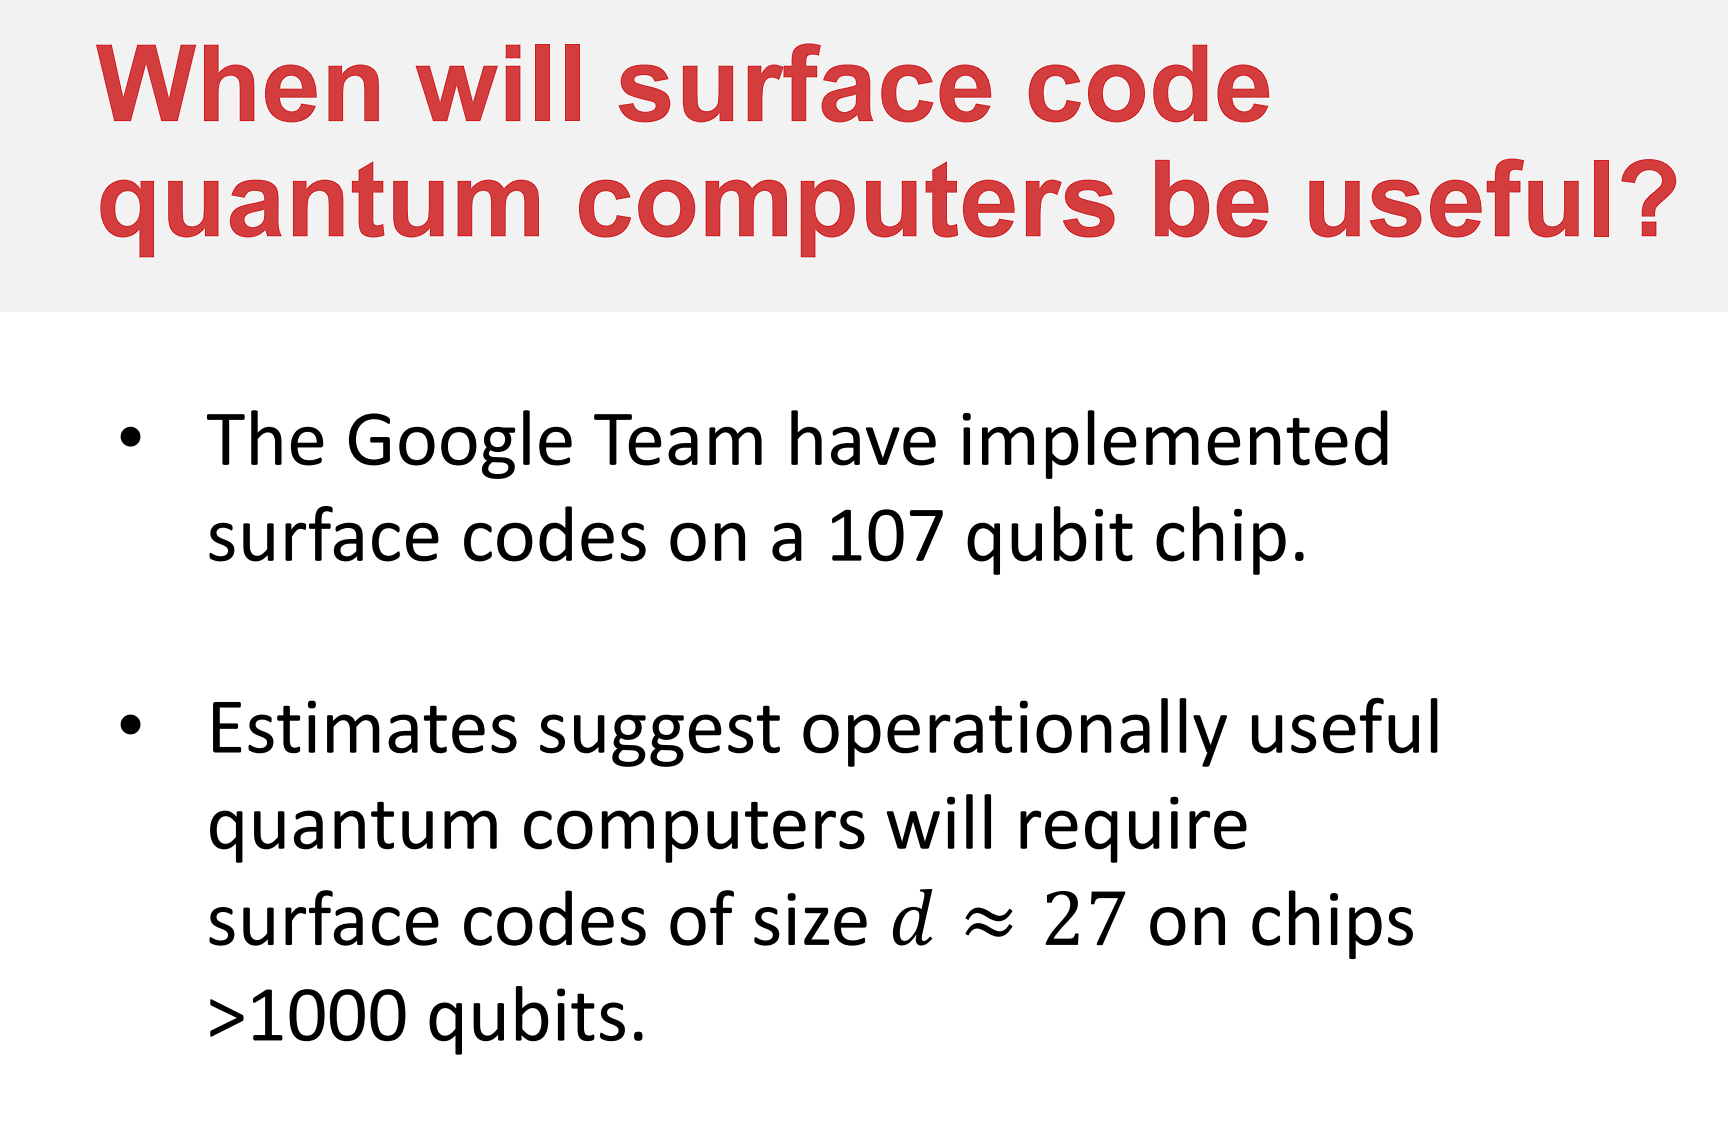 When will surface code
quantum computers be useful?
• The Google Team have implemented
surface codes on a 107 qubit chip.
• Estimates suggest operationally useful
quantum computers will require
surface codes of size d ≈ 27 on chips
>1000 qubits.